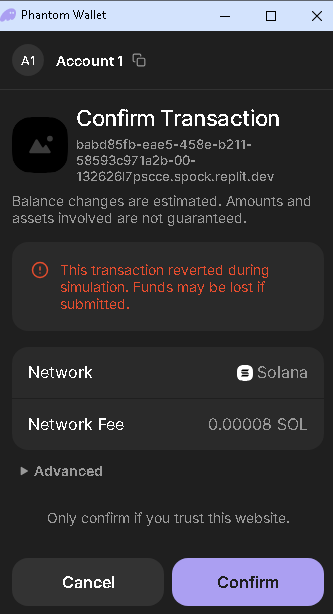 Phantom Wallet
A1 Account 1
Confirm Transaction
babd85fb-eae5-458e-b211-
58593c971a2b-00-
132626l7pscce.spock.replit.dev
Balance changes are estimated. Amounts and
assets involved are not guaranteed.
This transaction reverted during
simulation. Funds may be lost if
submitted.
Network Solana
Network Fee 0.00008 SOL
Advanced
Only confirm if you trust this website.
Cancel Confirm